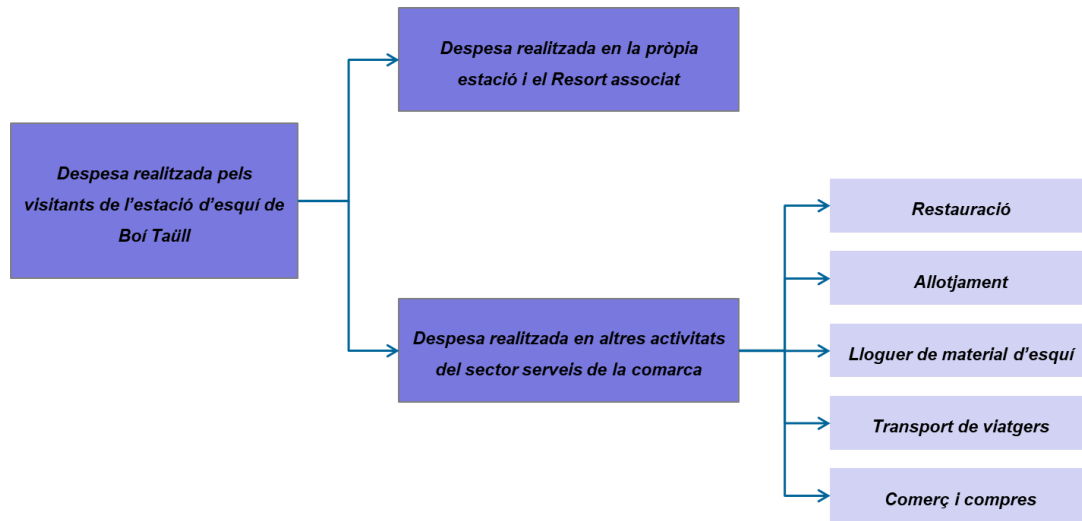 Despesa realitzada en la pròpia
estació i el Resort associat
Despesa realitzada pels
visitants de l’estació d’esquí de
Boí Taüll
Restauració
Allotjament
Despesa realitzada en altres activitats
del sector serveis de la comarca
Lloguer de material d’esquí
Transport de viatgers
Comerç i compres